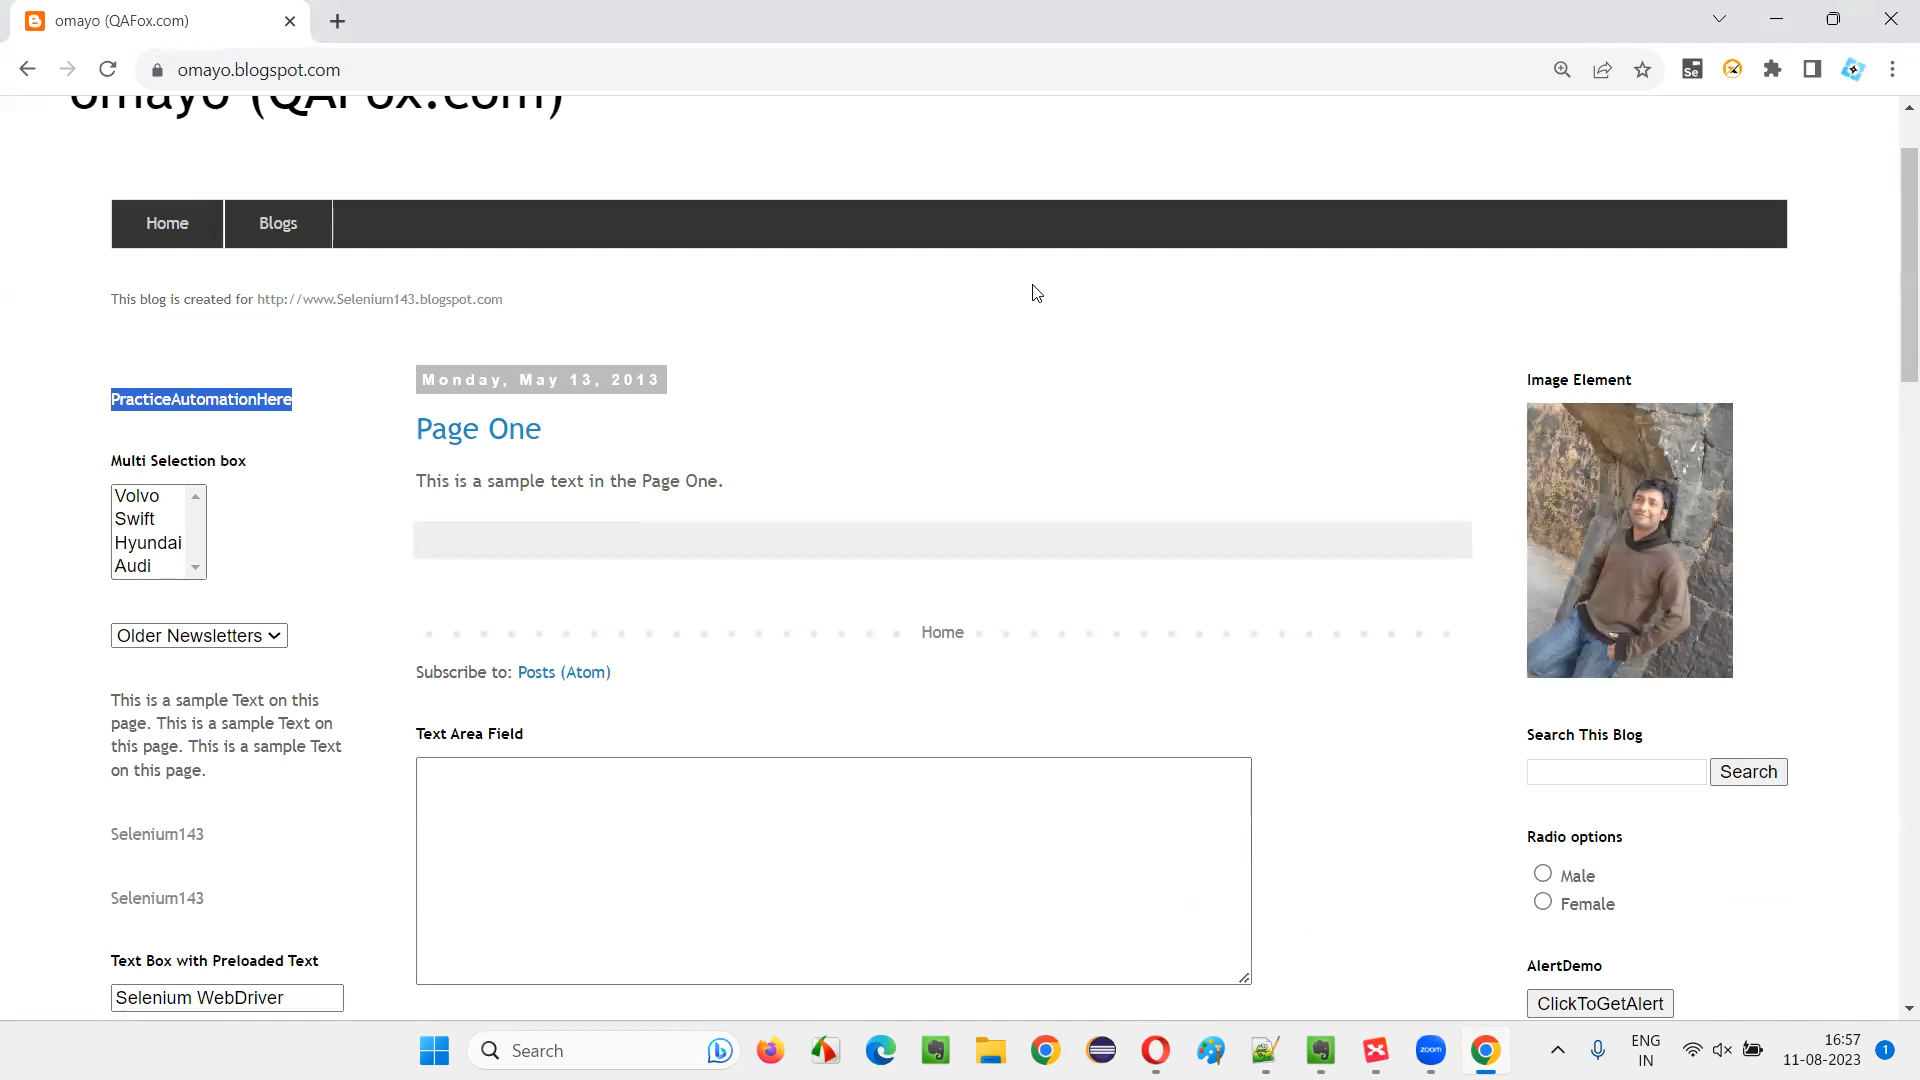 omayo (QAFox.com)
omayo.blogspot.com
Se
omayo (QAFox.com)
Home
Blogs
This blog is created for http://www.Selenium143.blogspot.com
PracticeAutomationHere
Multi Selection box
Volvo
Swift
Hyundai
Audi
Older Newsletters
This is a sample Text on this
page. This is a sample Text on
this page. This is a sample Text
on this page.
Selenium143
Selenium143
Text Box with Preloaded Text
Selenium WebDriver
Monday, May 13, 2013
Page One
This is a sample text in the Page One.
Home
Subscribe to: Posts (Atom)
Text Area Field
Image Element
Search This Blog
Search
Radio options
Male
Female
AlertDemo
ClickToGetAlert
Search
zoom
ENG
IN
16:57
11-08-2023
1